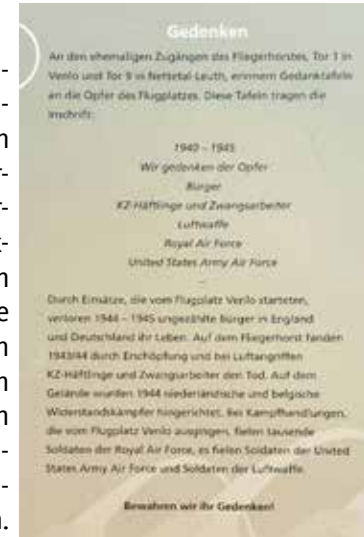 -
-
n
r-
r-
k-
n
e
n
n
n
-
-
n.
Gedenken
An den ehemaligen Zugängen des Fliegerhorstes, Tor 1 in
Venlo und Tor 9 in Nettetal-Leuth, erinnern Gedenktafeln
an die Opfer des Flugplatzes. Diese Tafeln tragen die
Inschrift:
1940 – 1945
Wir gedenken der Opfer
Bürger
KZ-Häftlinge und Zwangsarbeiter
Luftwaffe
Royal Air Force
United States Army Air Force
Durch Einsätze, die vom Flugplatz Venlo starteten,
verloren 1944 – 1945 ungezählte Bürger in England
und Deutschland ihr Leben. Auf dem Fliegerhorst fanden
1943/44 durch Erschöpfung und bei Luftangriffen
KZ-Häftlinge und Zwangsarbeiter den Tod. Auf dem
Gelände wurden 1944 niederländische und belgische
Widerstandskämpfer hingerichtet. Bei Kampfhandlungen,
die vom Flugplatz Venlo ausgingen, fielen tausende
Soldaten der Royal Air Force, es fielen Soldaten der United
States Army Air Force und Soldaten der Luftwaffe.
Bewahren wir ihr Gedenken!